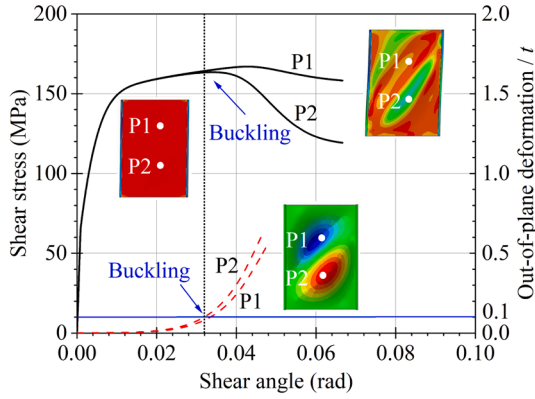 200
150
100
50
0
Shear stress (MPa)
2.0
1.5
1.0
0.5
0.1
0.0
Out-of-plane deformation / t
0.00
0.02
0.04
0.06
0.08
0.10
Shear angle (rad)
P1
P2
Buckling
P1
P2
P1
P2
P1
P2
Buckling
P2
P1